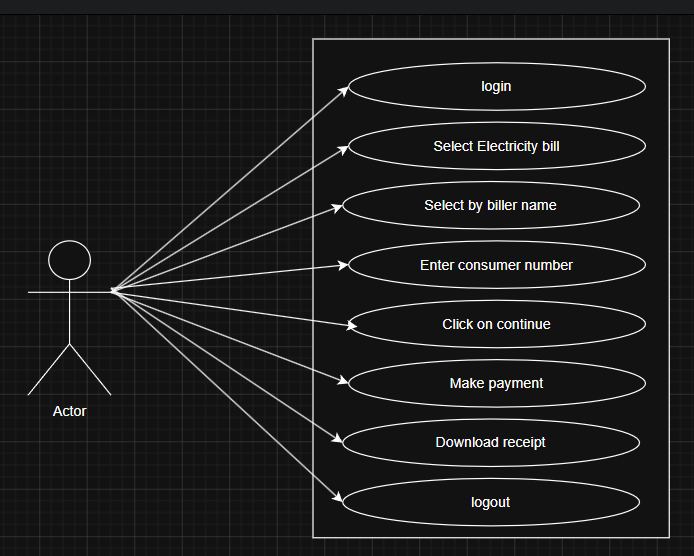 login
Select Electricity bill
Select by biller name
Enter consumer number
Click on continue
Make payment
Actor
Download receipt
logout